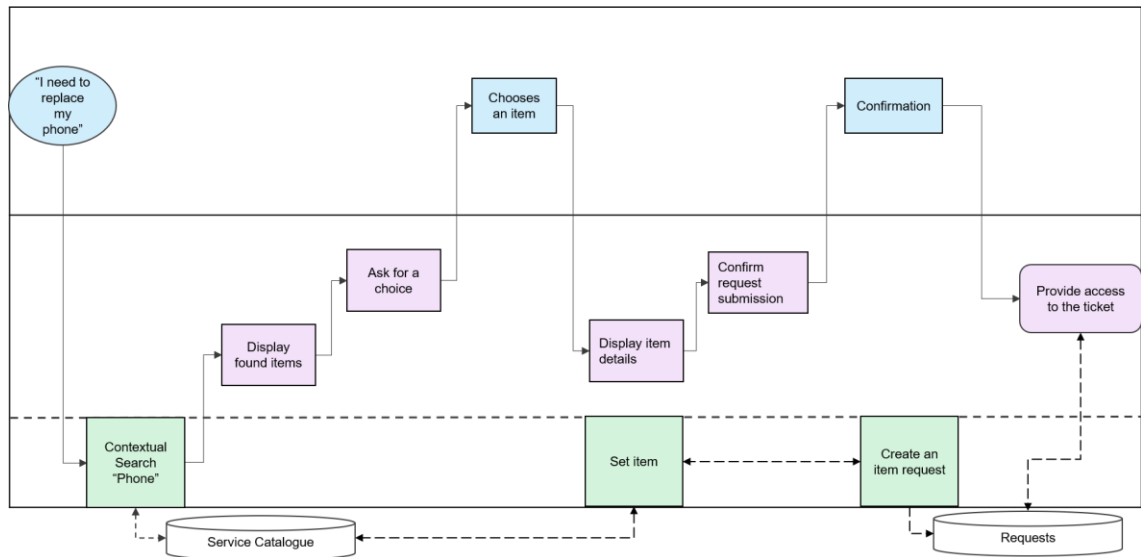 “I need to
replace
my
phone”
Chooses
an item
Confirmation
Ask for a
choice
Confirm
request
submission
Provide access
to the ticket
Display
found items
Display item
details
Contextual
Search
“Phone”
Set item
Create an
item request
Service Catalogue
Requests